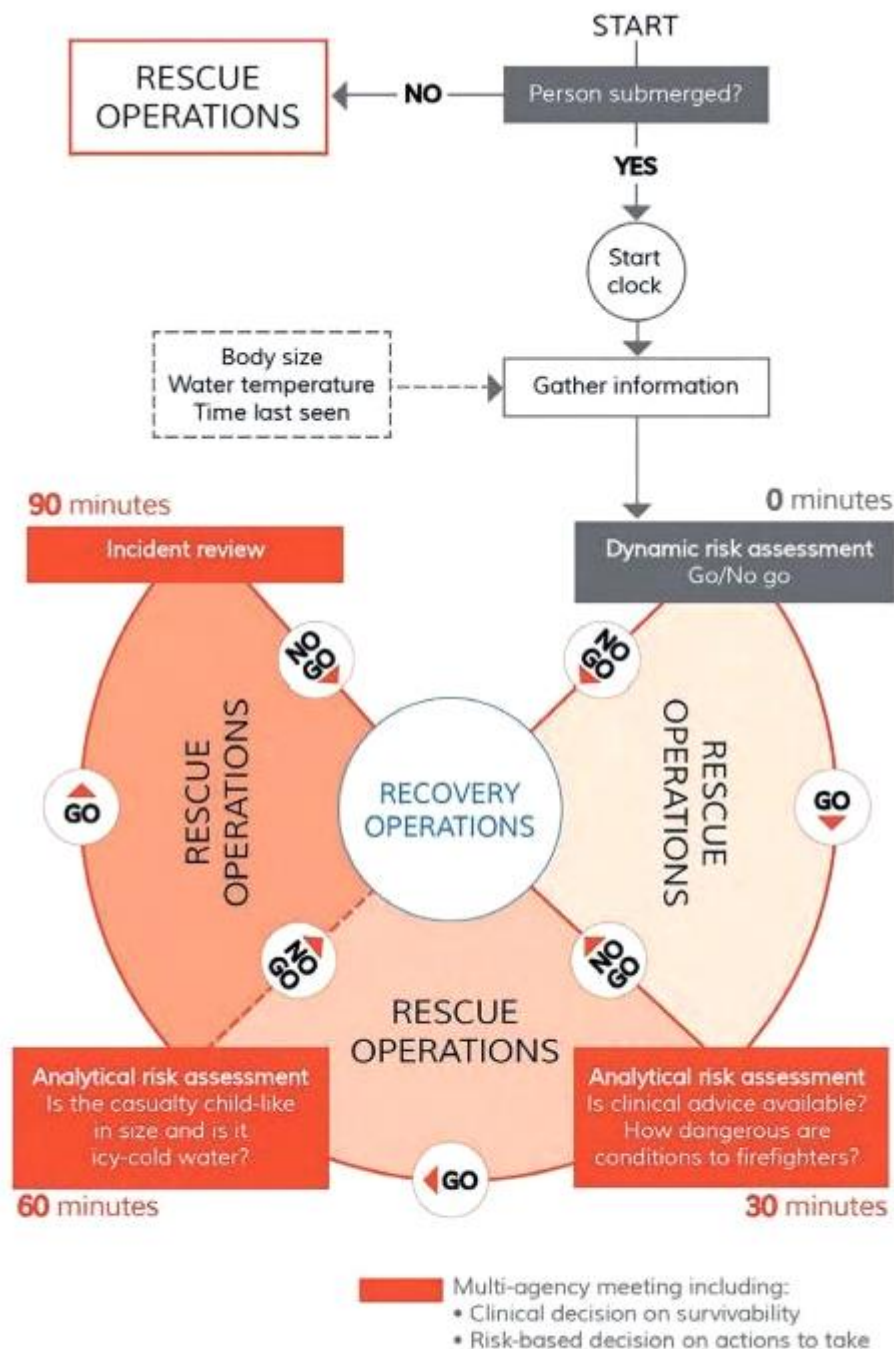 START
RESCUE
OPERATIONS
NO
Person submerged?
YES
Start
clock
Body size
Water temperature
Time last seen
Gather information
90 minutes
Incident review
0 minutes
Dynamic risk assessment
Go/No go
NO
GO
NO
GO
RESCUE
OPERATIONS
RECOVERY
OPERATIONS
RESCUE
OPERATIONS
GO
GO
NO
GO
NO
GO
RESCUE
OPERATIONS
Analytical risk assessment
Is the casualty child-like
in size and is it
icy-cold water?
60 minutes
GO
Analytical risk assessment
Is clinical advice available?
How dangerous are
conditions to firefighters?
30 minutes
Multi-agency meeting including:
• Clinical decision on survivability
• Risk-based decision on actions to take